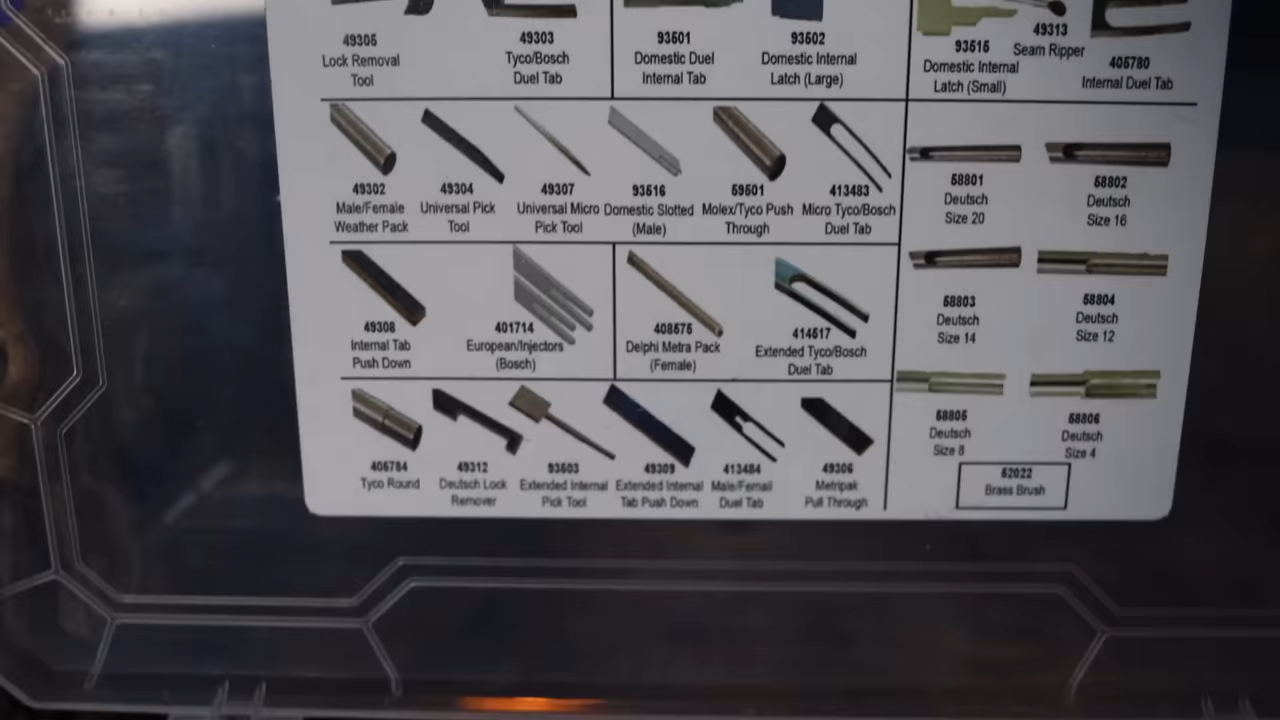 49305
Lock Removal
Tool
49303
Tyco/Bosch
Duel Tab
93501
Domestic Duel
Internal Tab
93502
Domestic Internal
Latch (Large)
93515
Domestic Internal
Latch (Small)
49313
Seam Ripper
405780
Internal Duel Tab
49302
Male/Female
Weather Pack
49304
Universal Pick
Tool
49307
Universal Micro
Pick Tool
93516
Domestic Slotted
(Male)
59501
Molex/Tyco Push
Through
413483
Micro Tyco/Bosch
Duel Tab
58801
Deutsch
Size 20
58802
Deutsch
Size 16
49308
Internal Tab
Push Down
401714
European/Injectors
(Bosch)
408575
Delphi Metra Pack
(Female)
414517
Extended Tyco/Bosch
Duel Tab
58803
Deutsch
Size 14
58804
Deutsch
Size 12
405784
Tyco Round
49312
Deutsch Lock
Remover
93503
Extended Internal
Pick Tool
49309
Extended Internal
Tab Push Down
413484
Male/Femail
Duel Tab
49306
Metripak
Pull Through
58805
Deutsch
Size 8
58806
Deutsch
Size 4
52022
Brass Brush